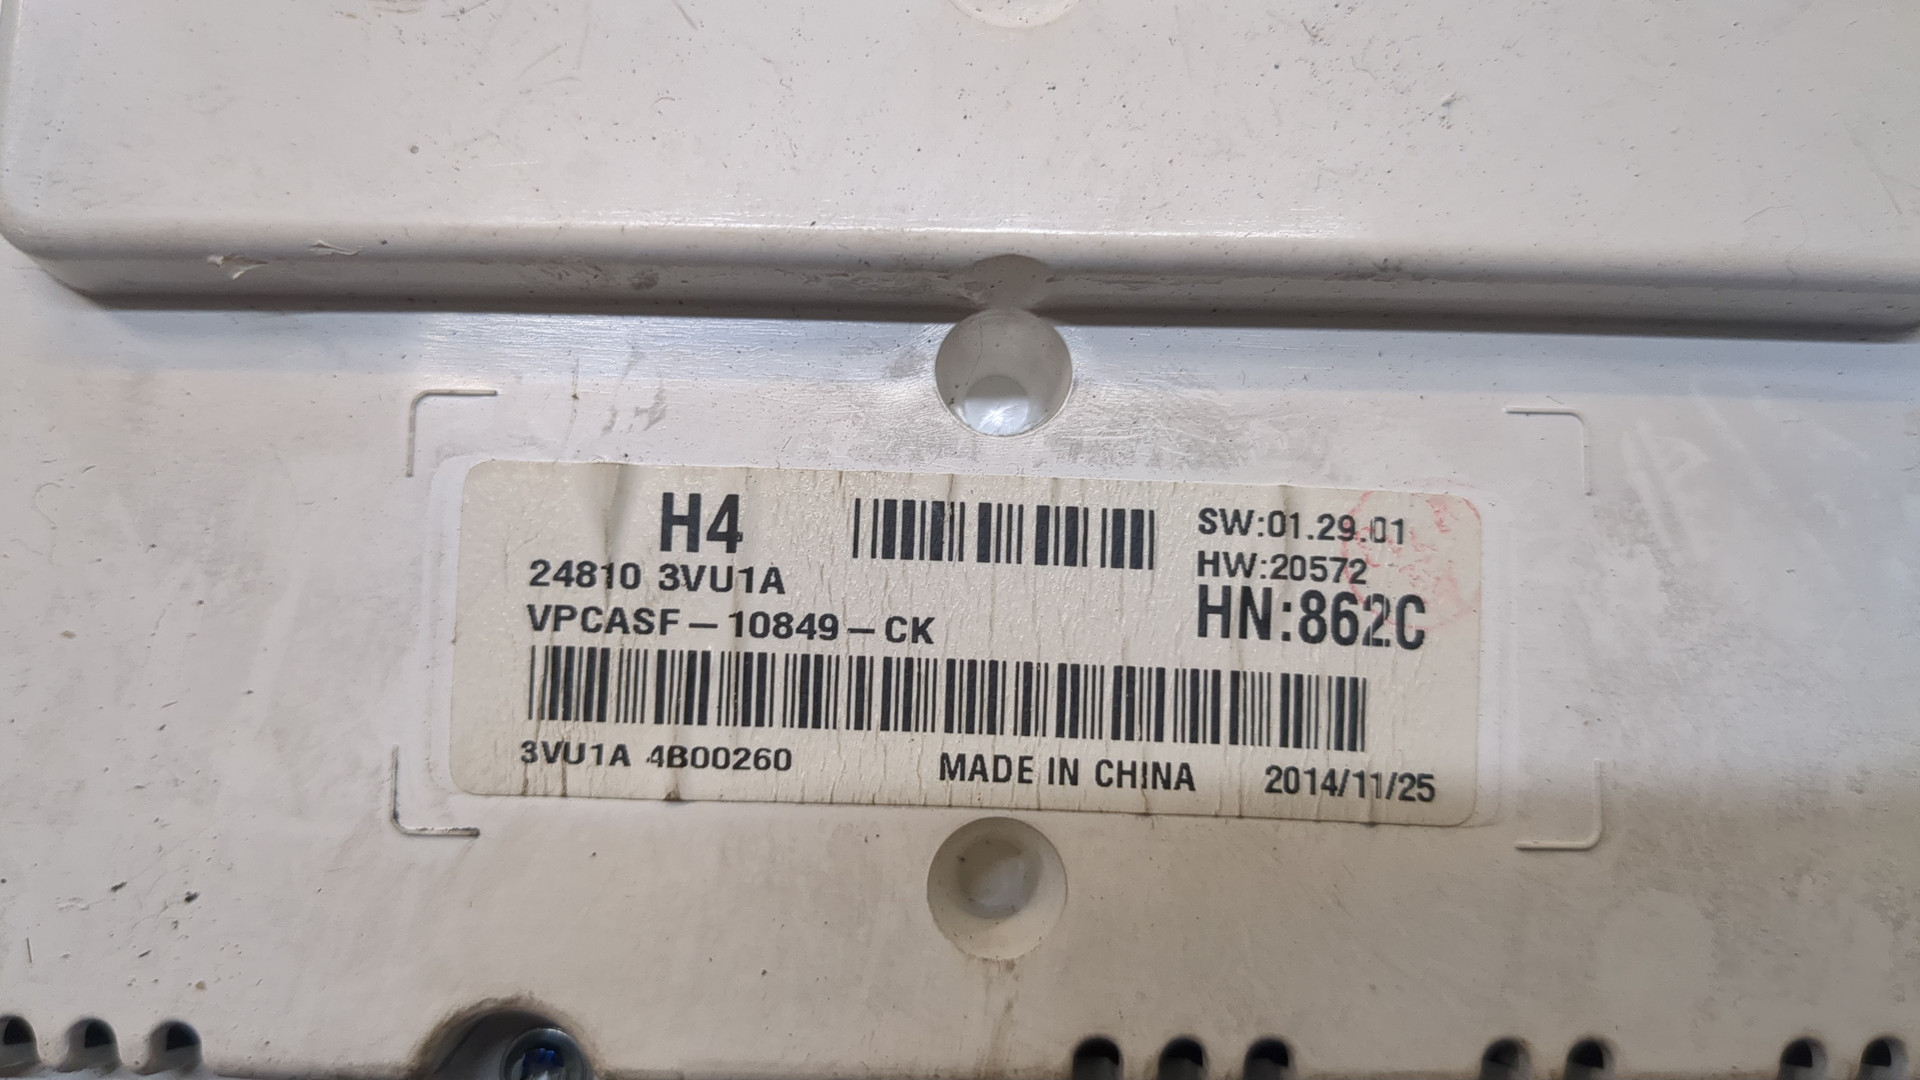 H4
24810 3VU1A
VPCASF-10849-CK
SW:01.29.01
HW:20572
HN:862C
3VU1A 4B00260
MADE IN CHINA
2014/11/25